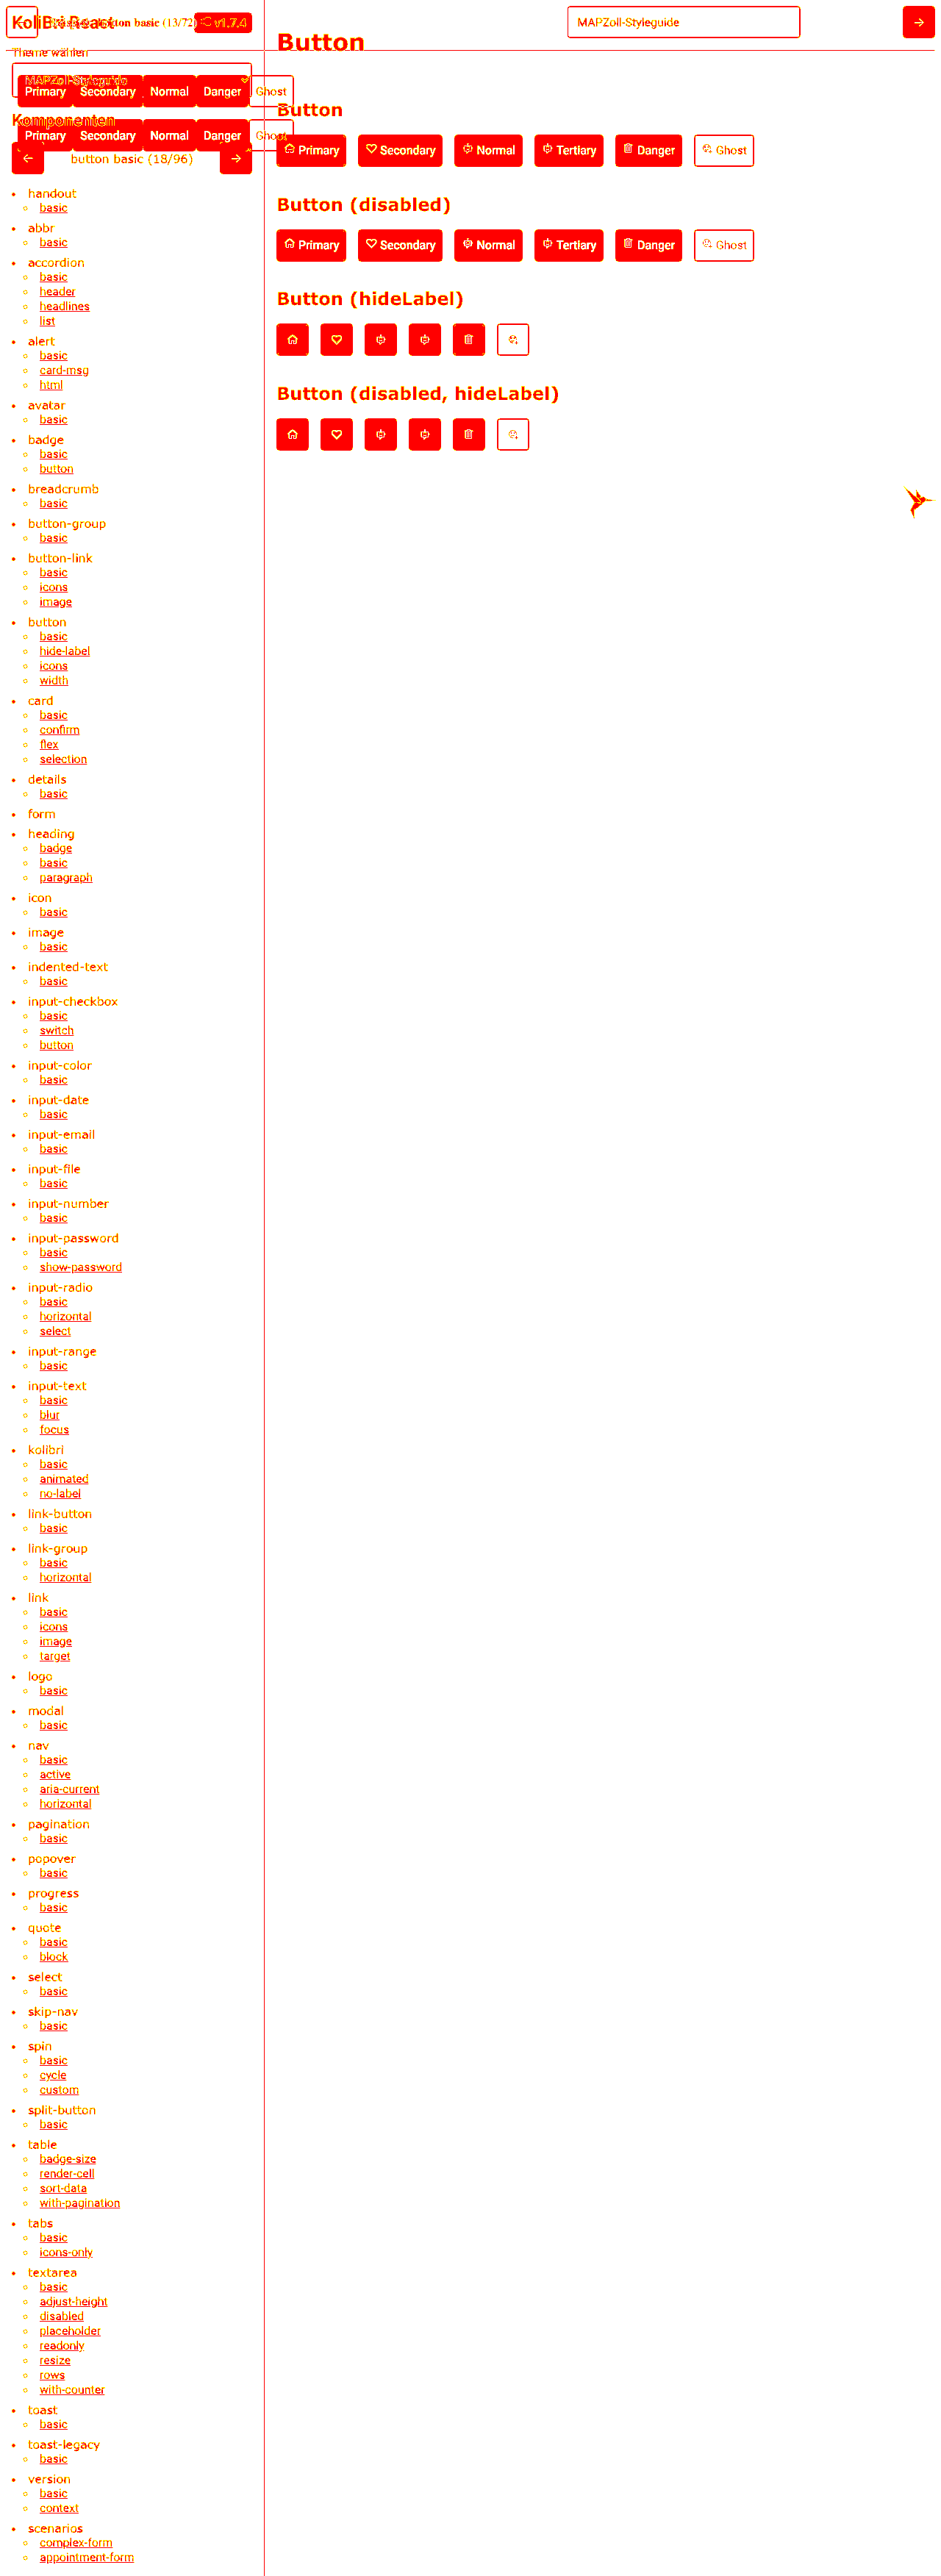 KoliBri React
button basic (13/72)
v1.7.4
MAPZoll-Styleguide
Theme wählen
MAPZoll-Styleguide
Primary Secondary Normal Danger Ghost
Komponenten
Primary Secondary Normal Danger Ghost
button basic (18/96)
handout
basic
abbr
basic
accordion
basic
header
headlines
list
alert
basic
card-msg
html
avatar
basic
badge
basic
button
breadcrumb
basic
button-group
basic
button-link
basic
icons
image
button
basic
hide-label
icons
width
card
basic
confirm
flex
selection
details
basic
form
heading
badge
basic
paragraph
icon
basic
image
basic
indented-text
basic
input-checkbox
basic
switch
button
input-color
basic
input-date
basic
input-email
basic
input-file
basic
input-number
basic
input-password
basic
show-password
input-radio
basic
horizontal
select
input-range
basic
input-text
basic
blur
focus
kolibri
basic
animated
no-label
link-button
basic
link-group
basic
horizontal
link
basic
icons
image
target
logo
basic
modal
basic
nav
basic
active
aria-current
horizontal
pagination
basic
popover
basic
progress
basic
quote
basic
block
select
basic
skip-nav
basic
spin
basic
cycle
custom
split-button
basic
table
badge-size
render-cell
sort-data
with-pagination
tabs
basic
icons-only
textarea
basic
adjust-height
disabled
placeholder
readonly
resize
rows
with-counter
toast
basic
toast-legacy
basic
version
basic
context
scenarios
complex-form
appointment-form
Button
Button
Primary Secondary Normal Tertiary Danger Ghost
Button (disabled)
Primary Secondary Normal Tertiary Danger Ghost
Button (hideLabel)
Button (disabled, hideLabel)